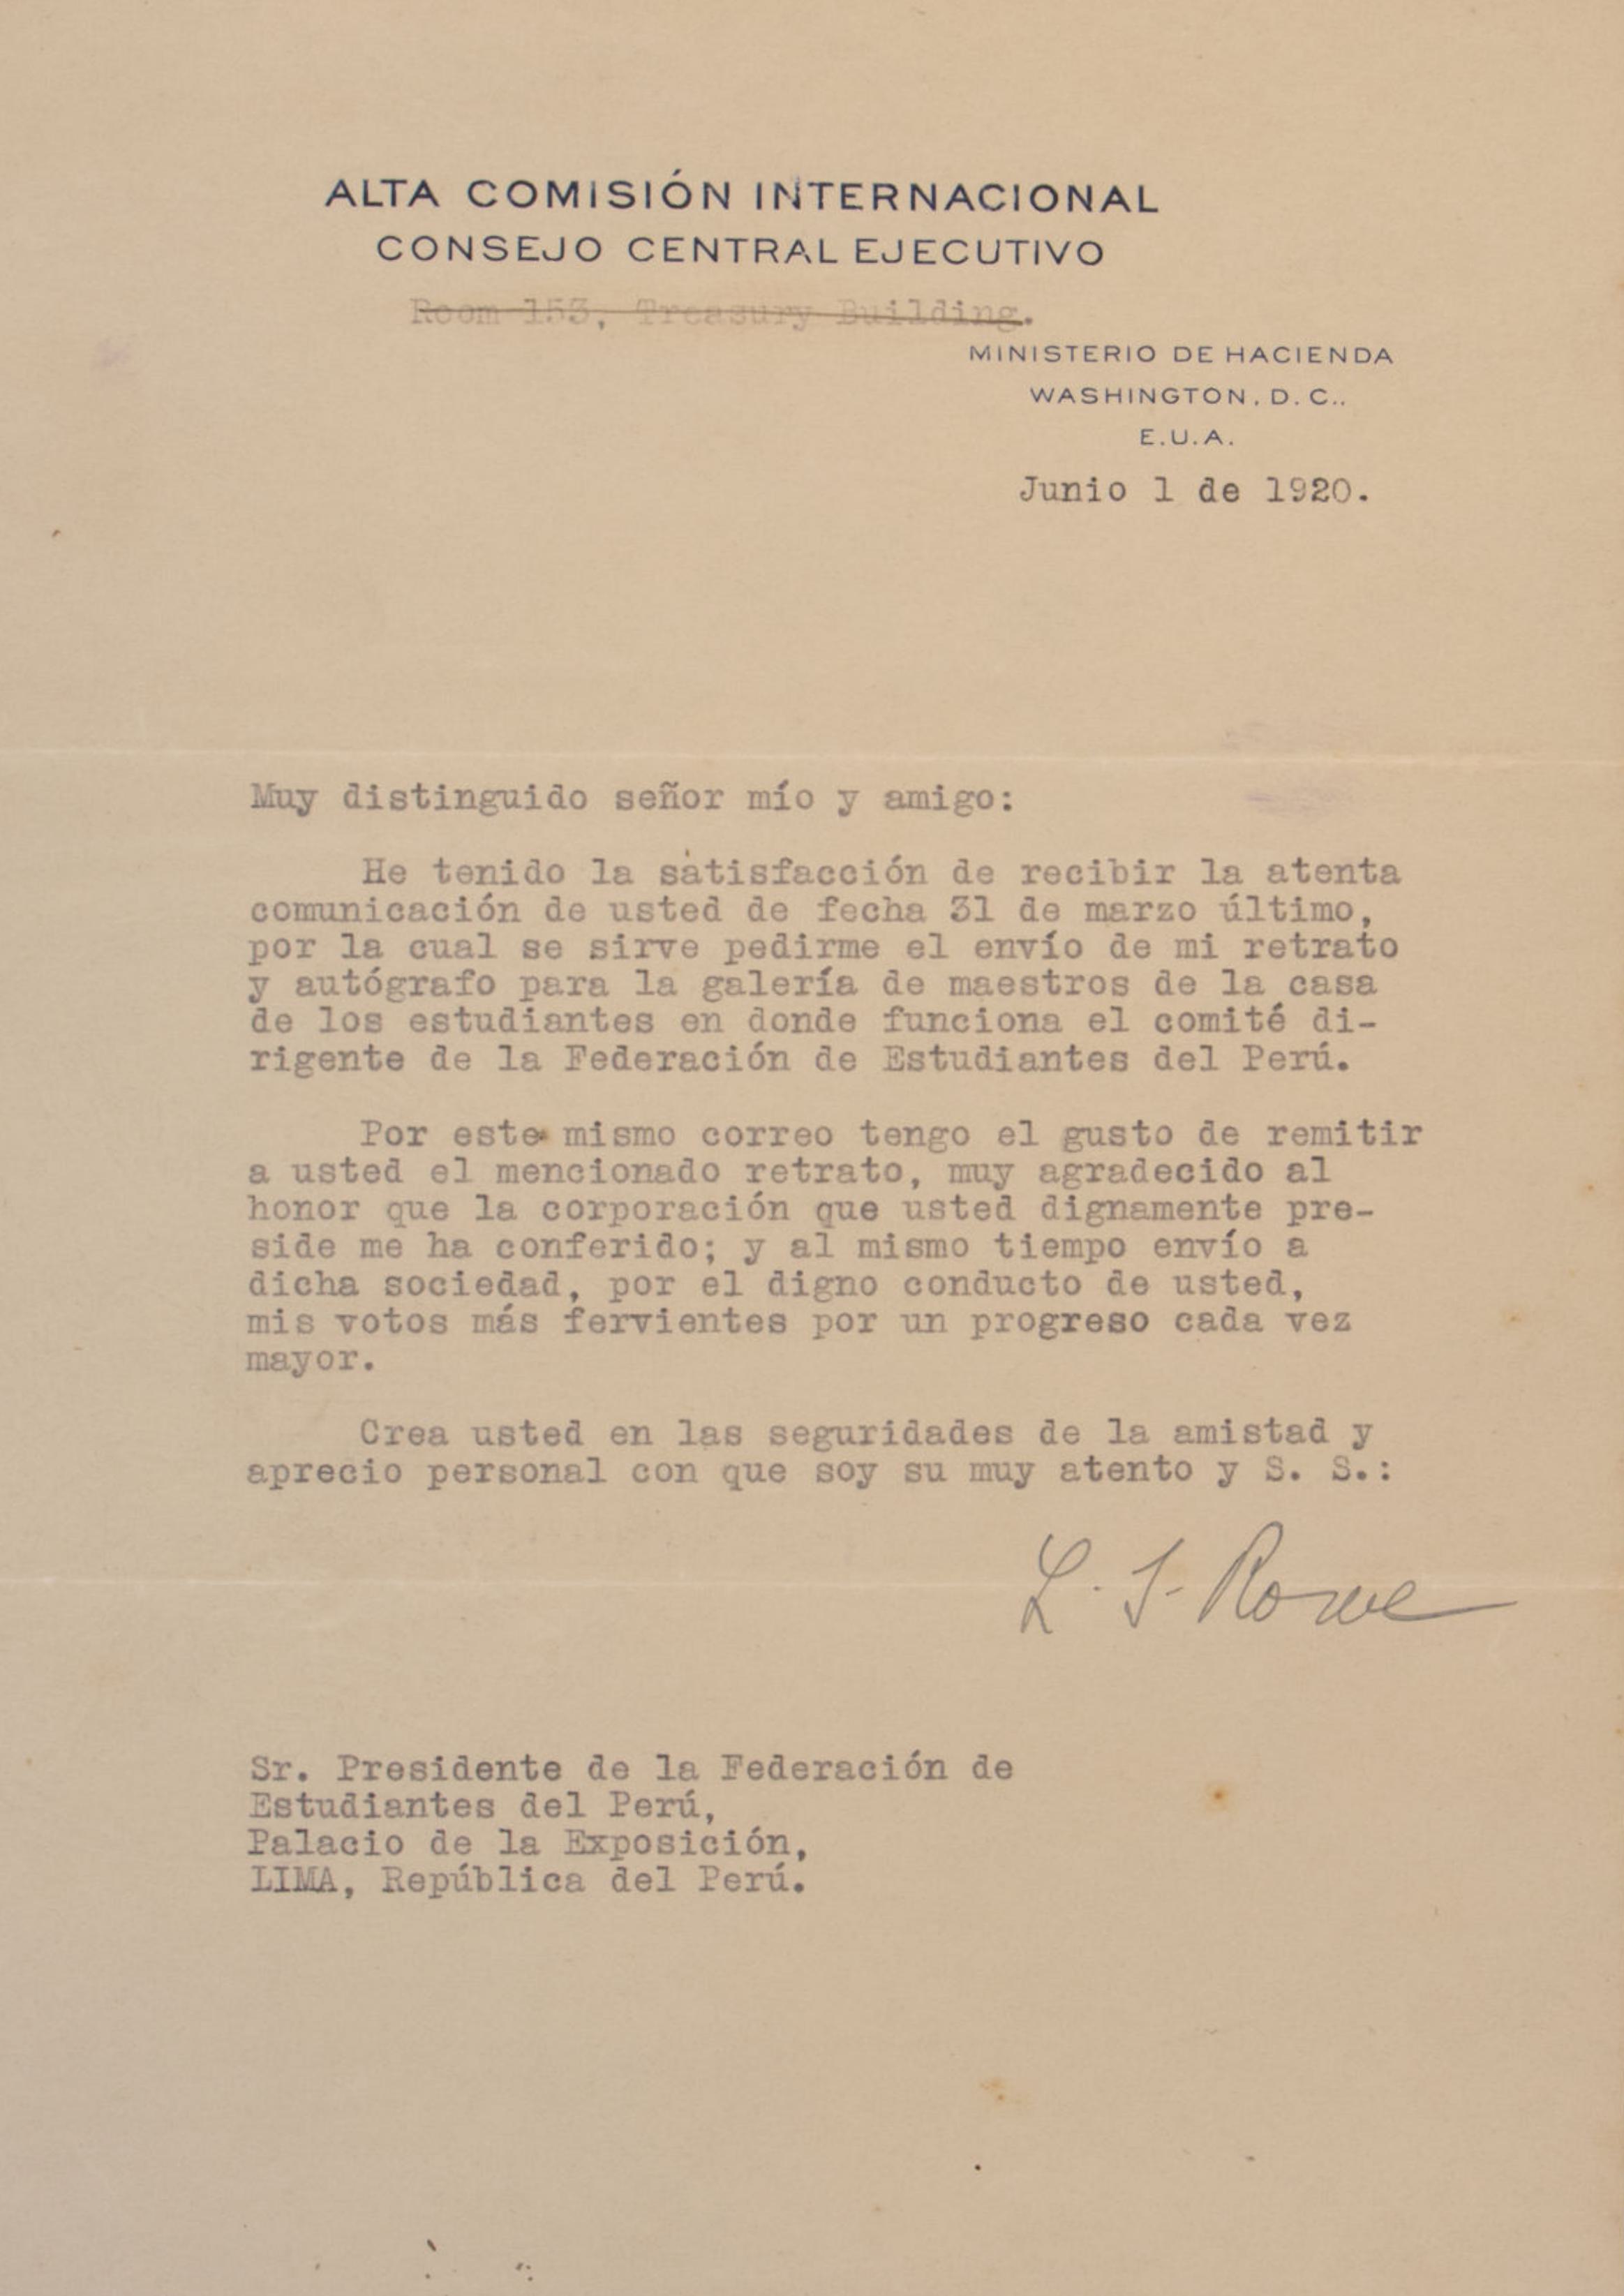 ALTA COMISIÓN INTERNACIONAL
CONSEJO CENTRAL EJECUTIVO
Room 153, Treasury Building.
MINISTERIO DE HACIENDA
WASHINGTON, D. C..
E.U.A.
Junio 1 de 1920.
Muy distinguido señor mío y amigo:
He tenido la satisfacción de recibir la atenta
comunicación de usted de fecha 31 de marzo último,
por la cual se sirve pedirme el envío de mi retrato
y autógrafo para la galería de maestros de la casa
de los estudiantes en donde funciona el comité di-
rigente de la Federación de Estudiantes del Perú.
Por este mismo correo tengo el gusto de remitir
a usted el mencionado retrato, muy agradecido al
honor que la corporación que usted dignamente pre-
side me ha conferido; y al mismo tiempo envío a
dicha sociedad, por el digno conducto de usted,
mis votos más fervientes por un progreso cada vez
mayor.
Crea usted en las seguridades de la amistad y
aprecio personal con que soy su muy atento y S. S.:
L. S. Rowe
Sr. Presidente de la Federación de
Estudiantes del Perú,
Palacio de la Exposición,
LIMA, República del Perú.